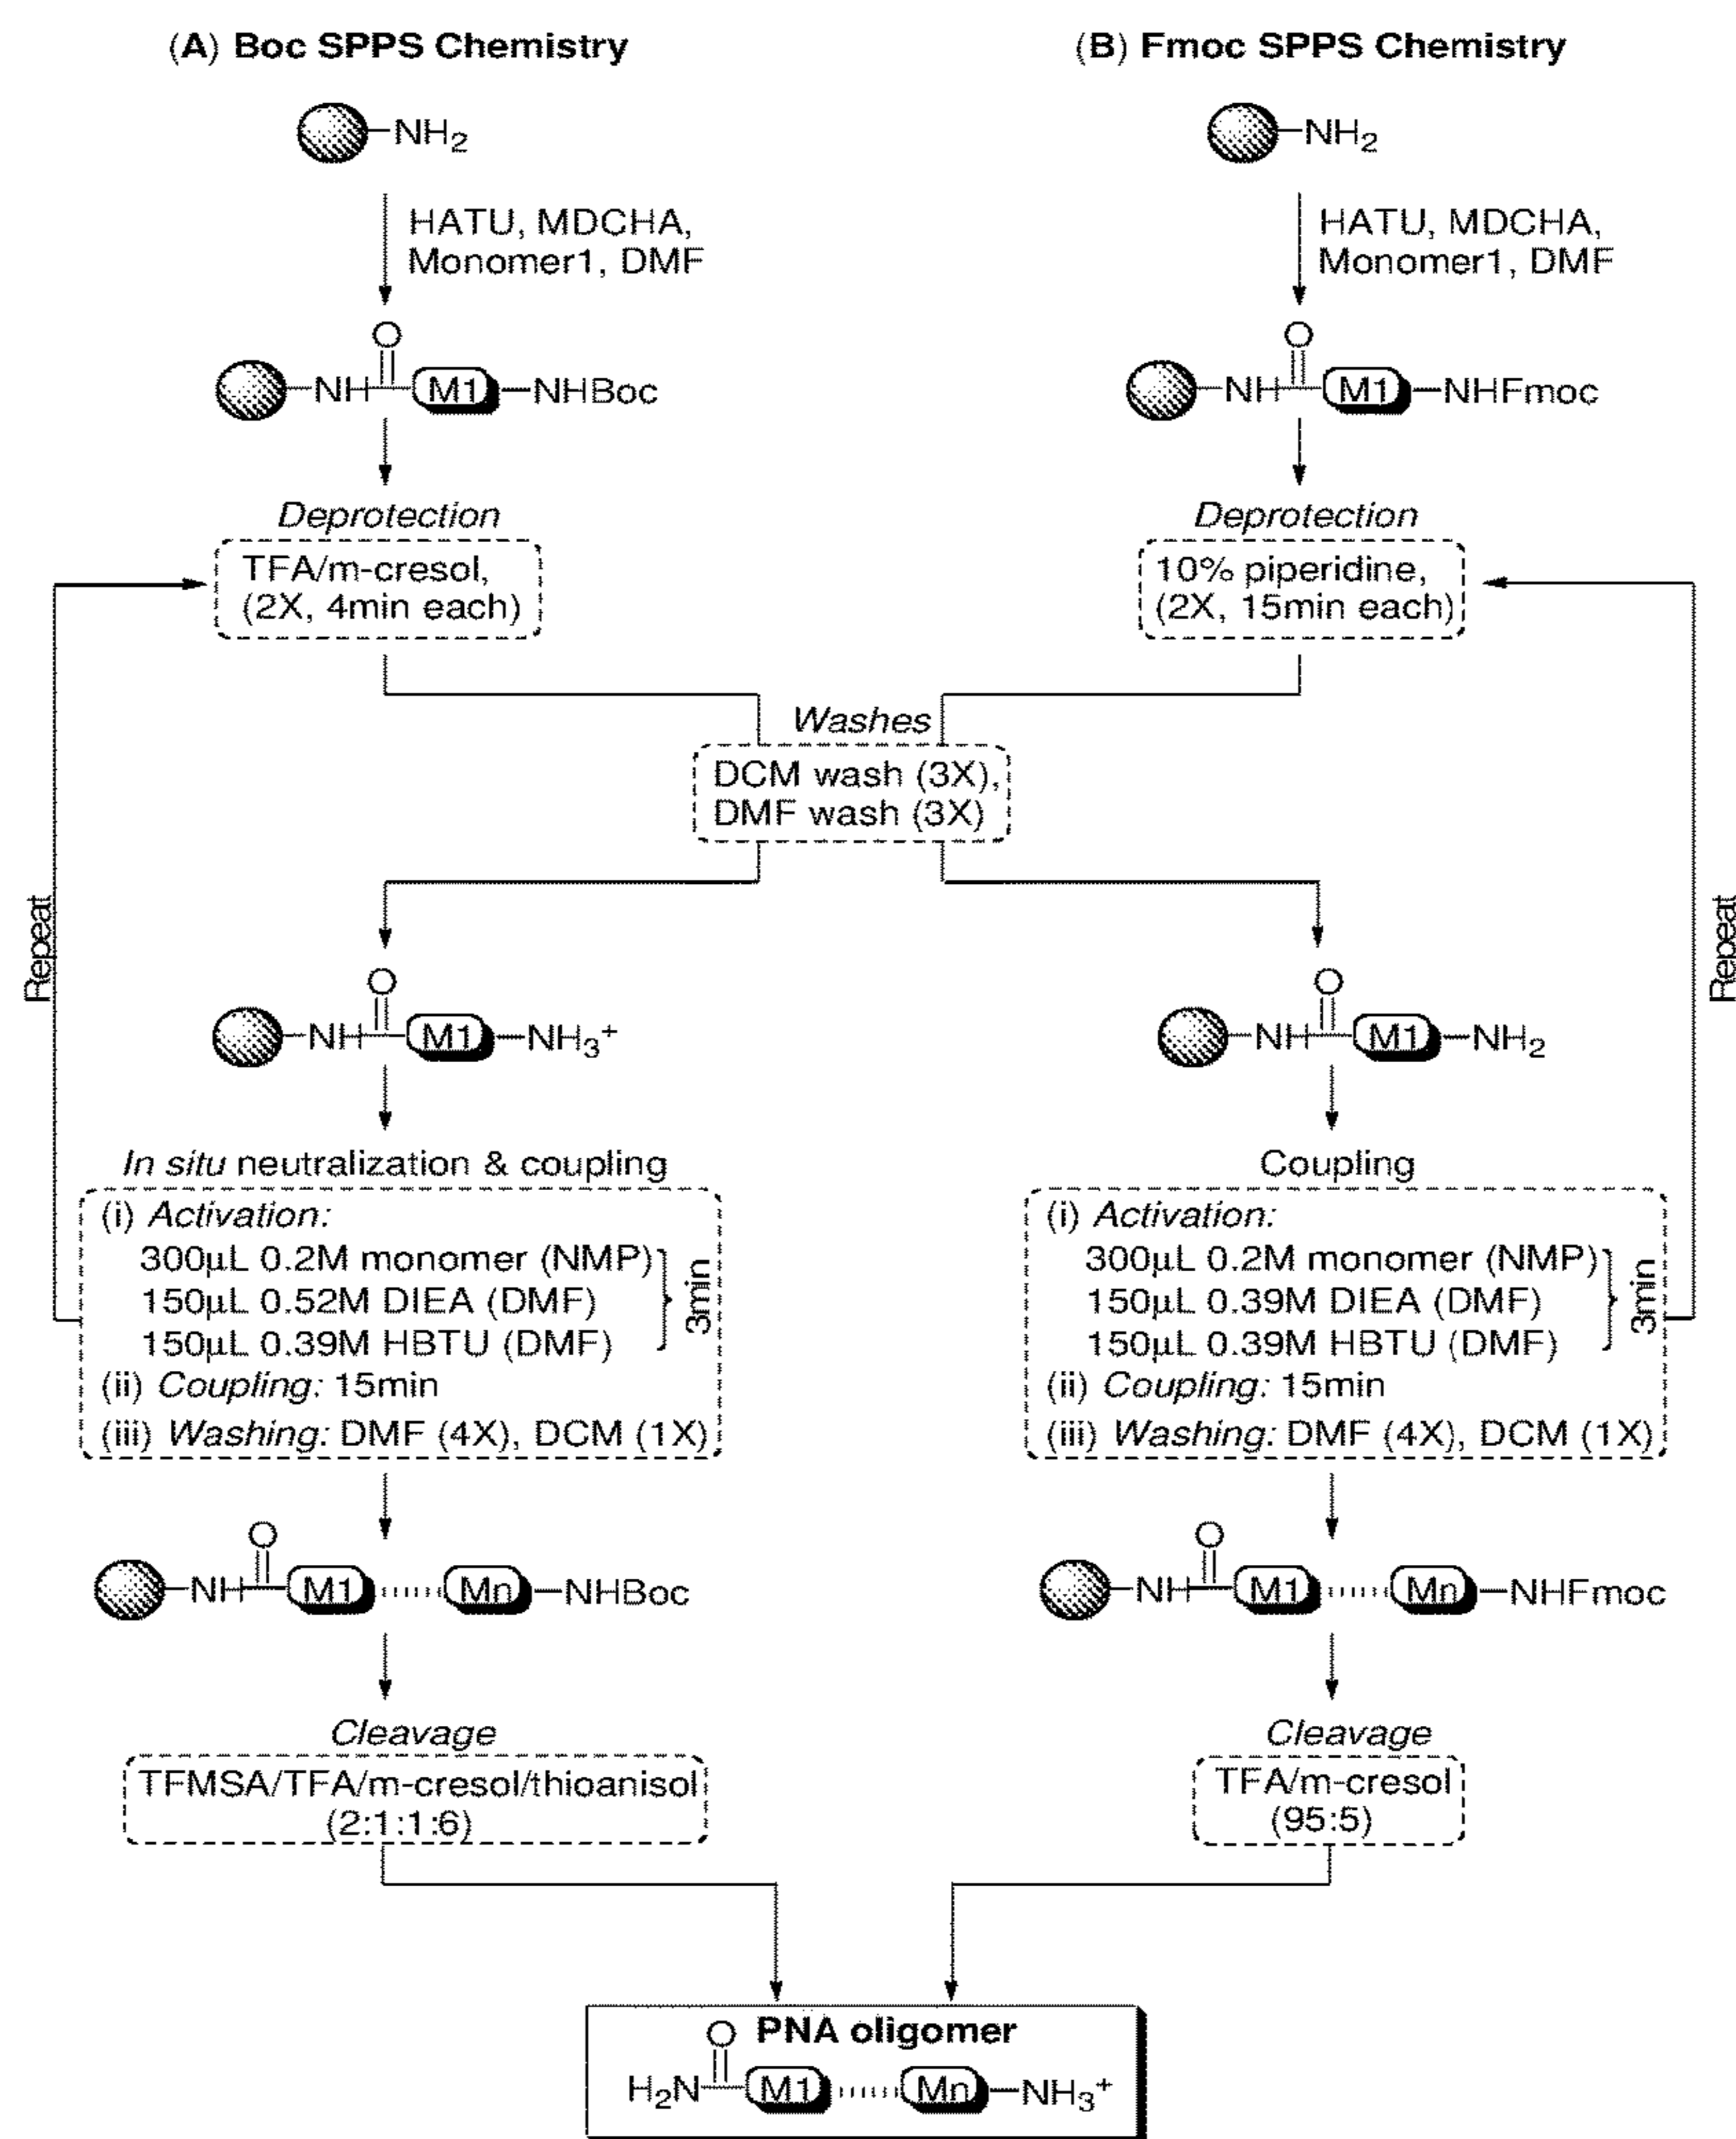 (A) Boc SPPS Chemistry
NH2
HATU, MDCHA,
Monomer1, DMF
O
NH M1 NHBoc
Deprotection
TFA/m-cresol,
(2X, 4min each)
(B) Fmoc SPPS Chemistry
NH2
HATU, MDCHA,
Monomer1, DMF
O
NH M1 NHFmoc
Deprotection
10% piperidine,
(2X, 15min each)
Washes
DCM wash (3X),
DMF wash (3X)
Repeat
O
NH M1 NH3+
In situ neutralization & coupling
(i) Activation:
300μL 0.2M monomer (NMP)
150μL 0.52M DIEA (DMF)
150μL 0.39M HBTU (DMF)
3min
(ii) Coupling: 15min
(iii) Washing: DMF (4X), DCM (1X)
O
NH M1 Mn NHBoc
Cleavage
TFMSA/TFA/m-cresol/thioanisol
(2:1:1:6)
Repeat
O
NH M1 NH2
Coupling
(i) Activation:
300μL 0.2M monomer (NMP)
150μL 0.39M DIEA (DMF)
150μL 0.39M HBTU (DMF)
3min
(ii) Coupling: 15min
(iii) Washing: DMF (4X), DCM (1X)
O
NH M1 Mn NHFmoc
Cleavage
TFA/m-cresol
(95:5)
PNA oligomer
O
H2N M1 Mn NH3+